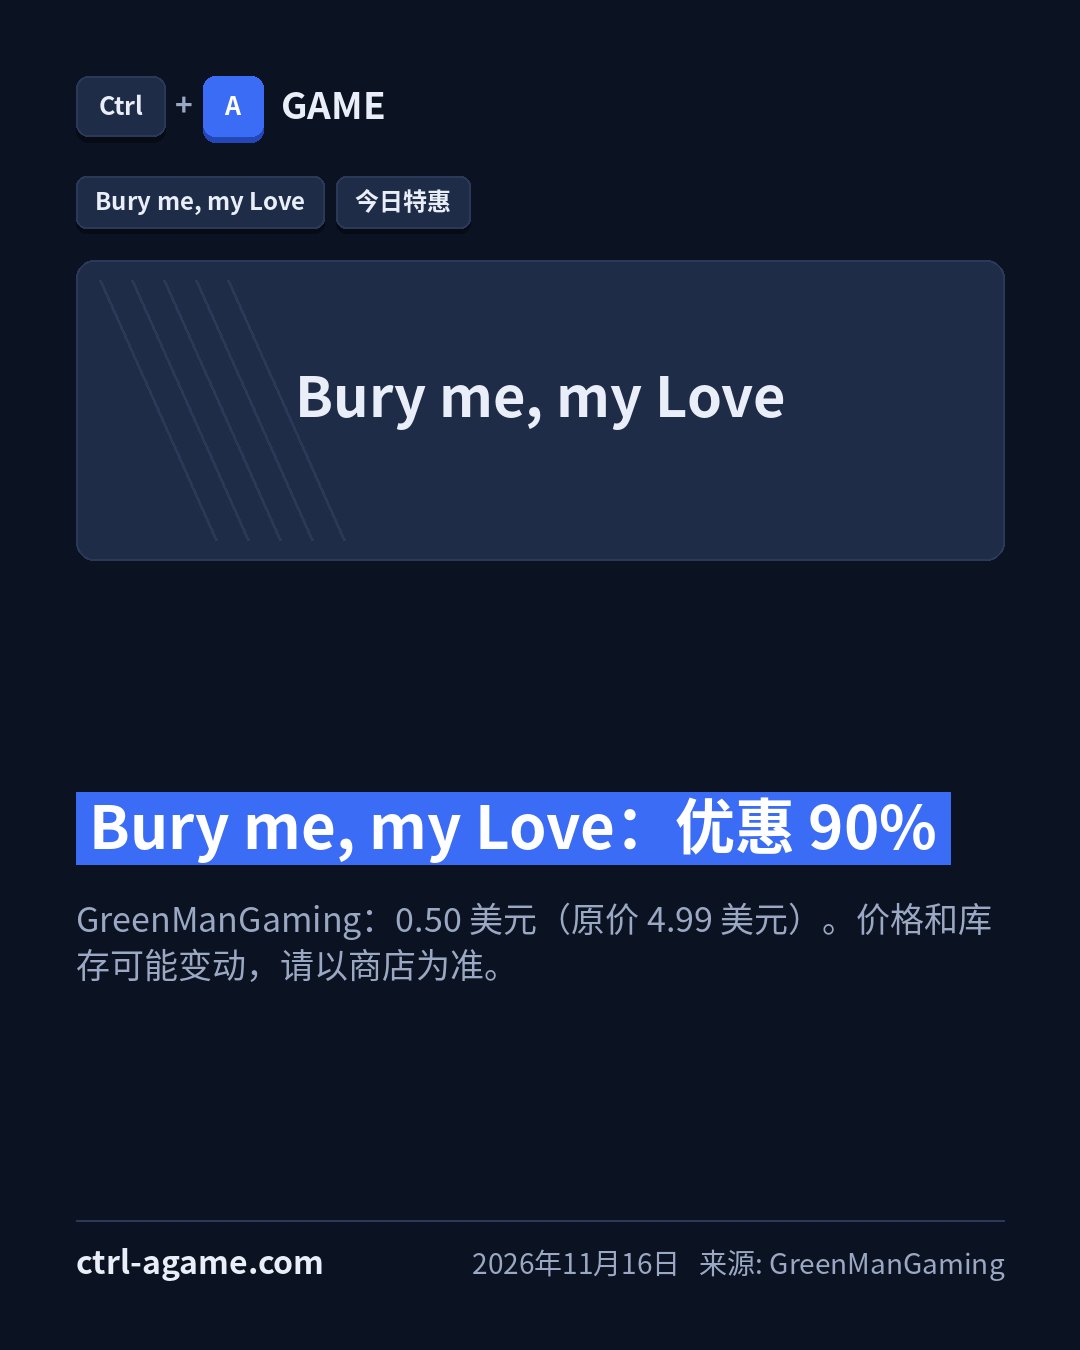 Ctrl + A GAME
Bury me, my Love 今日特惠
Bury me, my Love
Bury me, my Love：优惠 90%
GreenManGaming：0.50 美元（原价 4.99 美元）。价格和库
存可能变动，请以商店为准。
ctrl-agame.com 2026年11月16日 来源: GreenManGaming